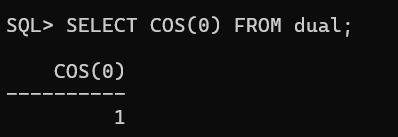 SQL> SELECT COS(0) FROM dual;
    COS(0)
----------
         1